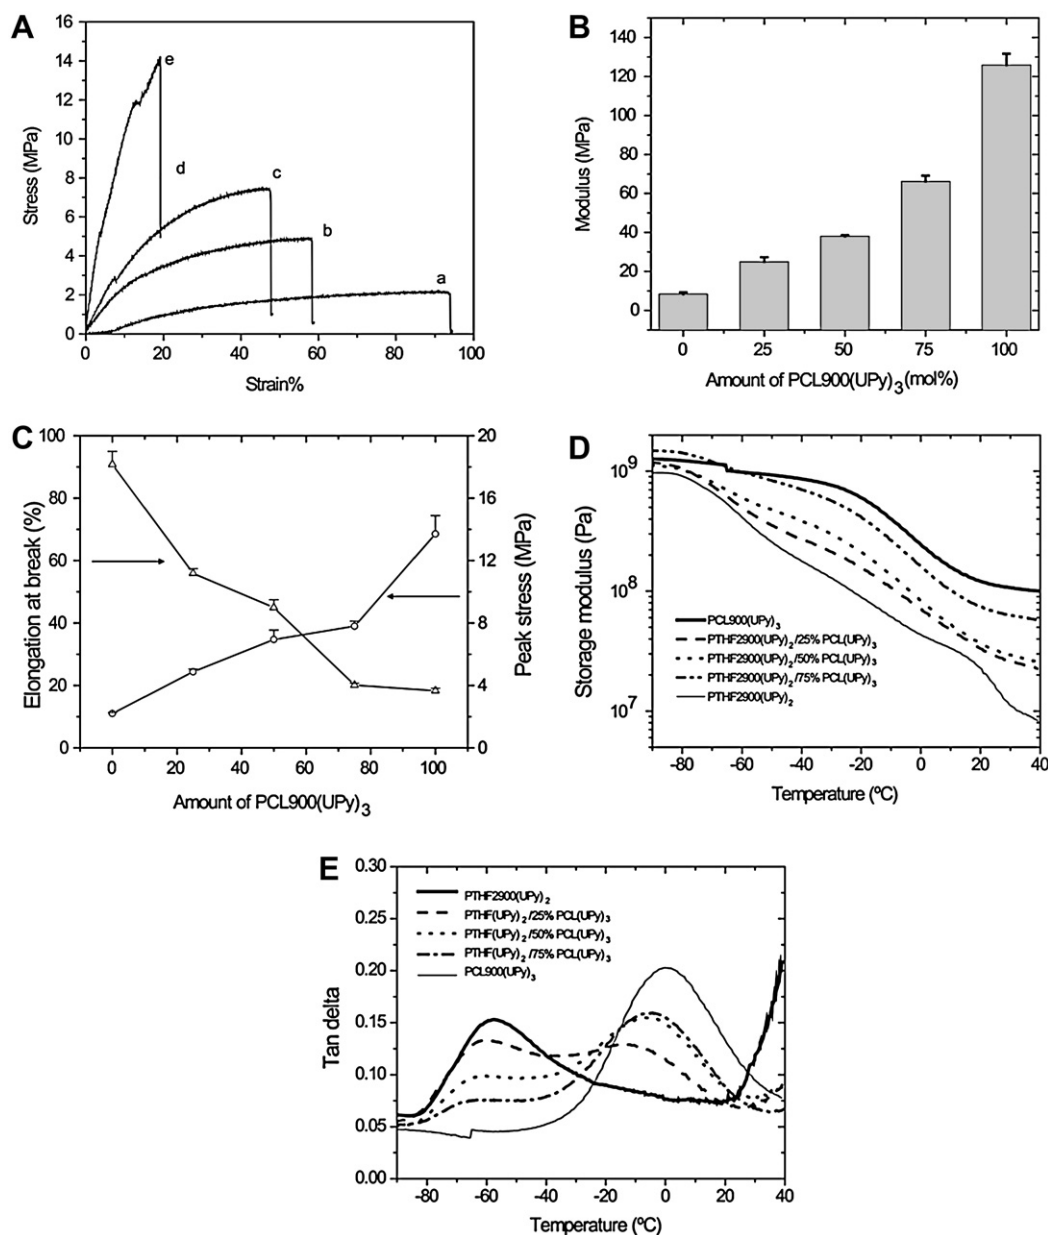 A
Stress (MPa)
16
14
12
10
8
6
4
2
0
e
d
c
b
a
0 20 40 60 80 100
Strain%
B
Modulus (MPa)
140
120
100
80
60
40
20
0
0 25 50 75 100
Amount of PCL900(UPy)3(mol%)
C
Elongation at break (%)
100
80
60
40
20
0
20
16
12
8
4
0
Peak stress (MPa)
0 20 40 60 80 100
Amount of PCL900(UPy)3
D
Storage modulus (Pa)
10^9
10^8
10^7
PCL900(UPy)3
PTHF2900(UPy)2/25% PCL(UPy)3
PTHF2900(UPy)2/50% PCL(UPy)3
PTHF2900(UPy)2/75% PCL(UPy)3
PTHF2900(UPy)2
-80 -60 -40 -20 0 20 40
Temperature (ºC)
E
Tan delta
0.30
0.25
0.20
0.15
0.10
0.05
0.00
PTHF2900(UPy)2
PTHF(UPy)2/25% PCL(UPy)3
PTHF(UPy)2/50% PCL(UPy)3
PTHF(UPy)2/75% PCL(UPy)3
PCL900(UPy)3
-80 -60 -40 -20 0 20 40
Temperature (ºC)